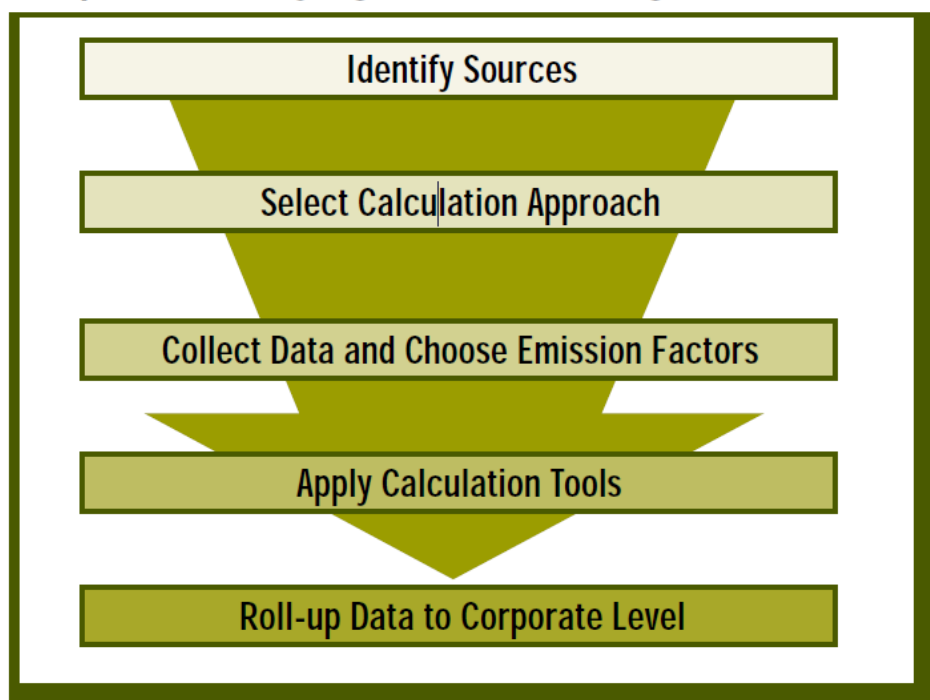 Identify Sources
Select Calculation Approach
Collect Data and Choose Emission Factors
Apply Calculation Tools
Roll-up Data to Corporate Level